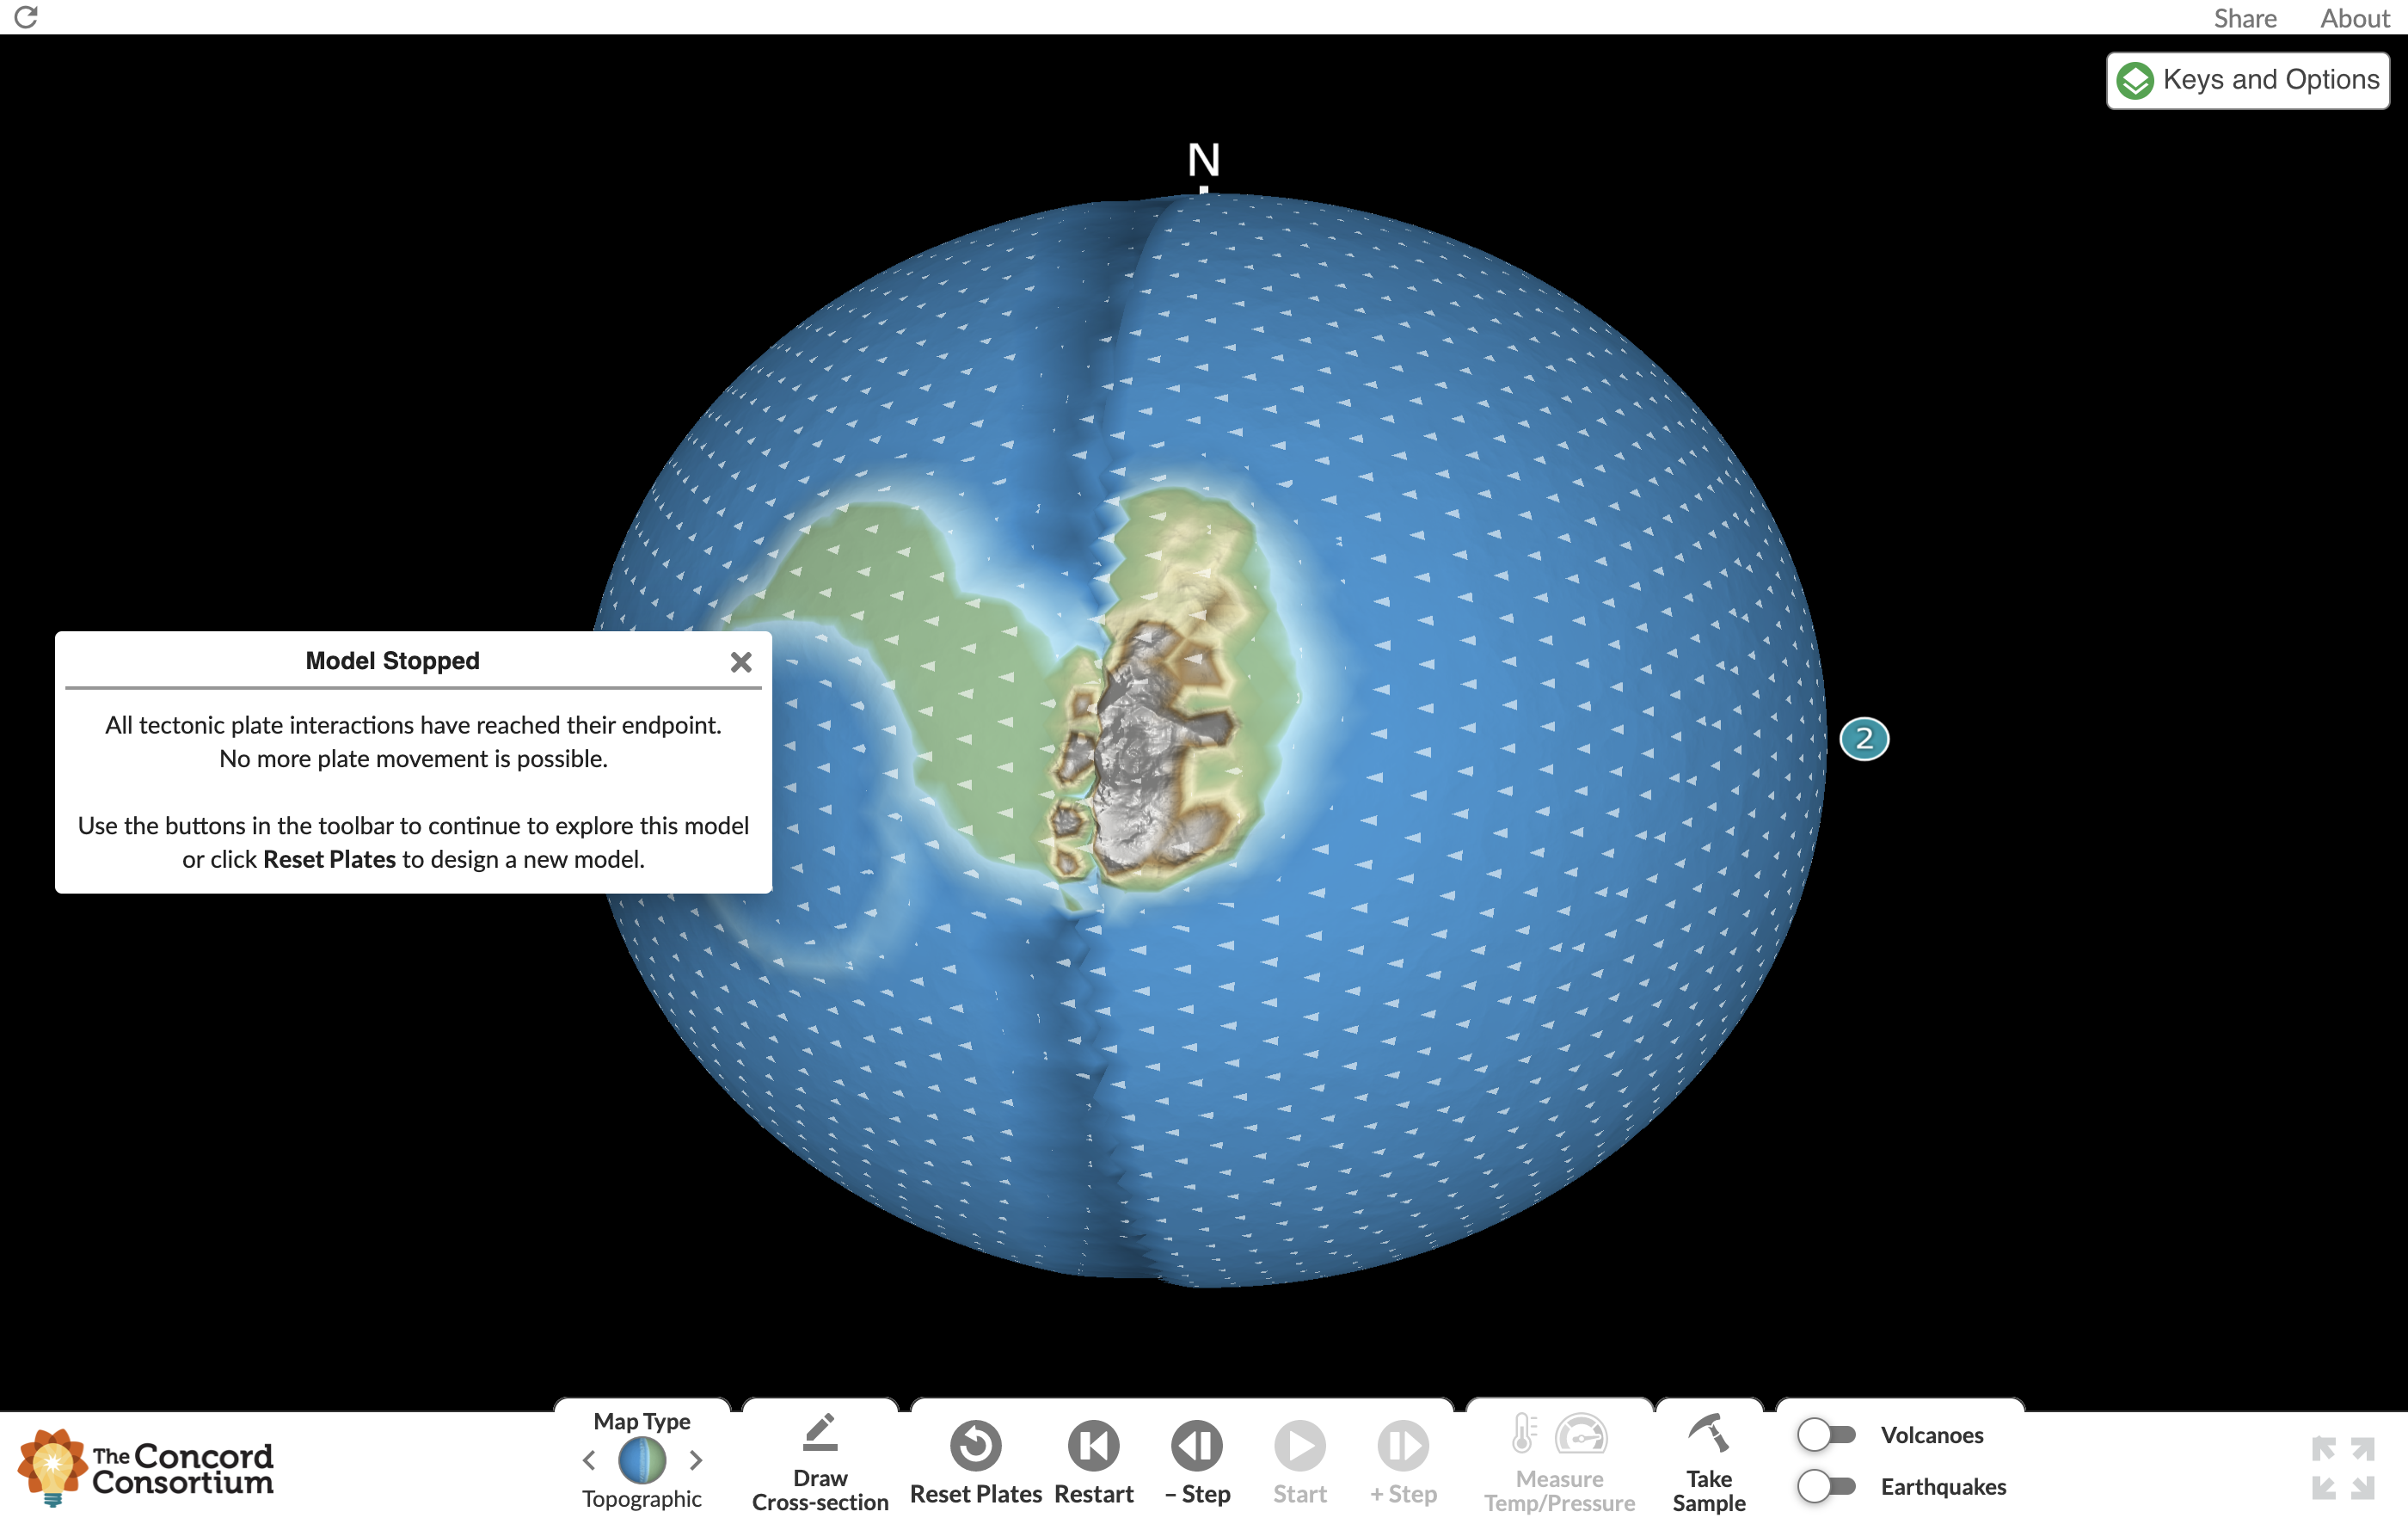 Share About
Keys and Options
N
Model Stopped
All tectonic plate interactions have reached their endpoint.
No more plate movement is possible.
Use the buttons in the toolbar to continue to explore this model
or click Reset Plates to design a new model.
2
The Concord
Consortium
Map Type
Topographic
Draw
Cross-section
Reset Plates
Restart
– Step
Start
+ Step
Measure
Temp/Pressure
Take
Sample
Volcanoes
Earthquakes